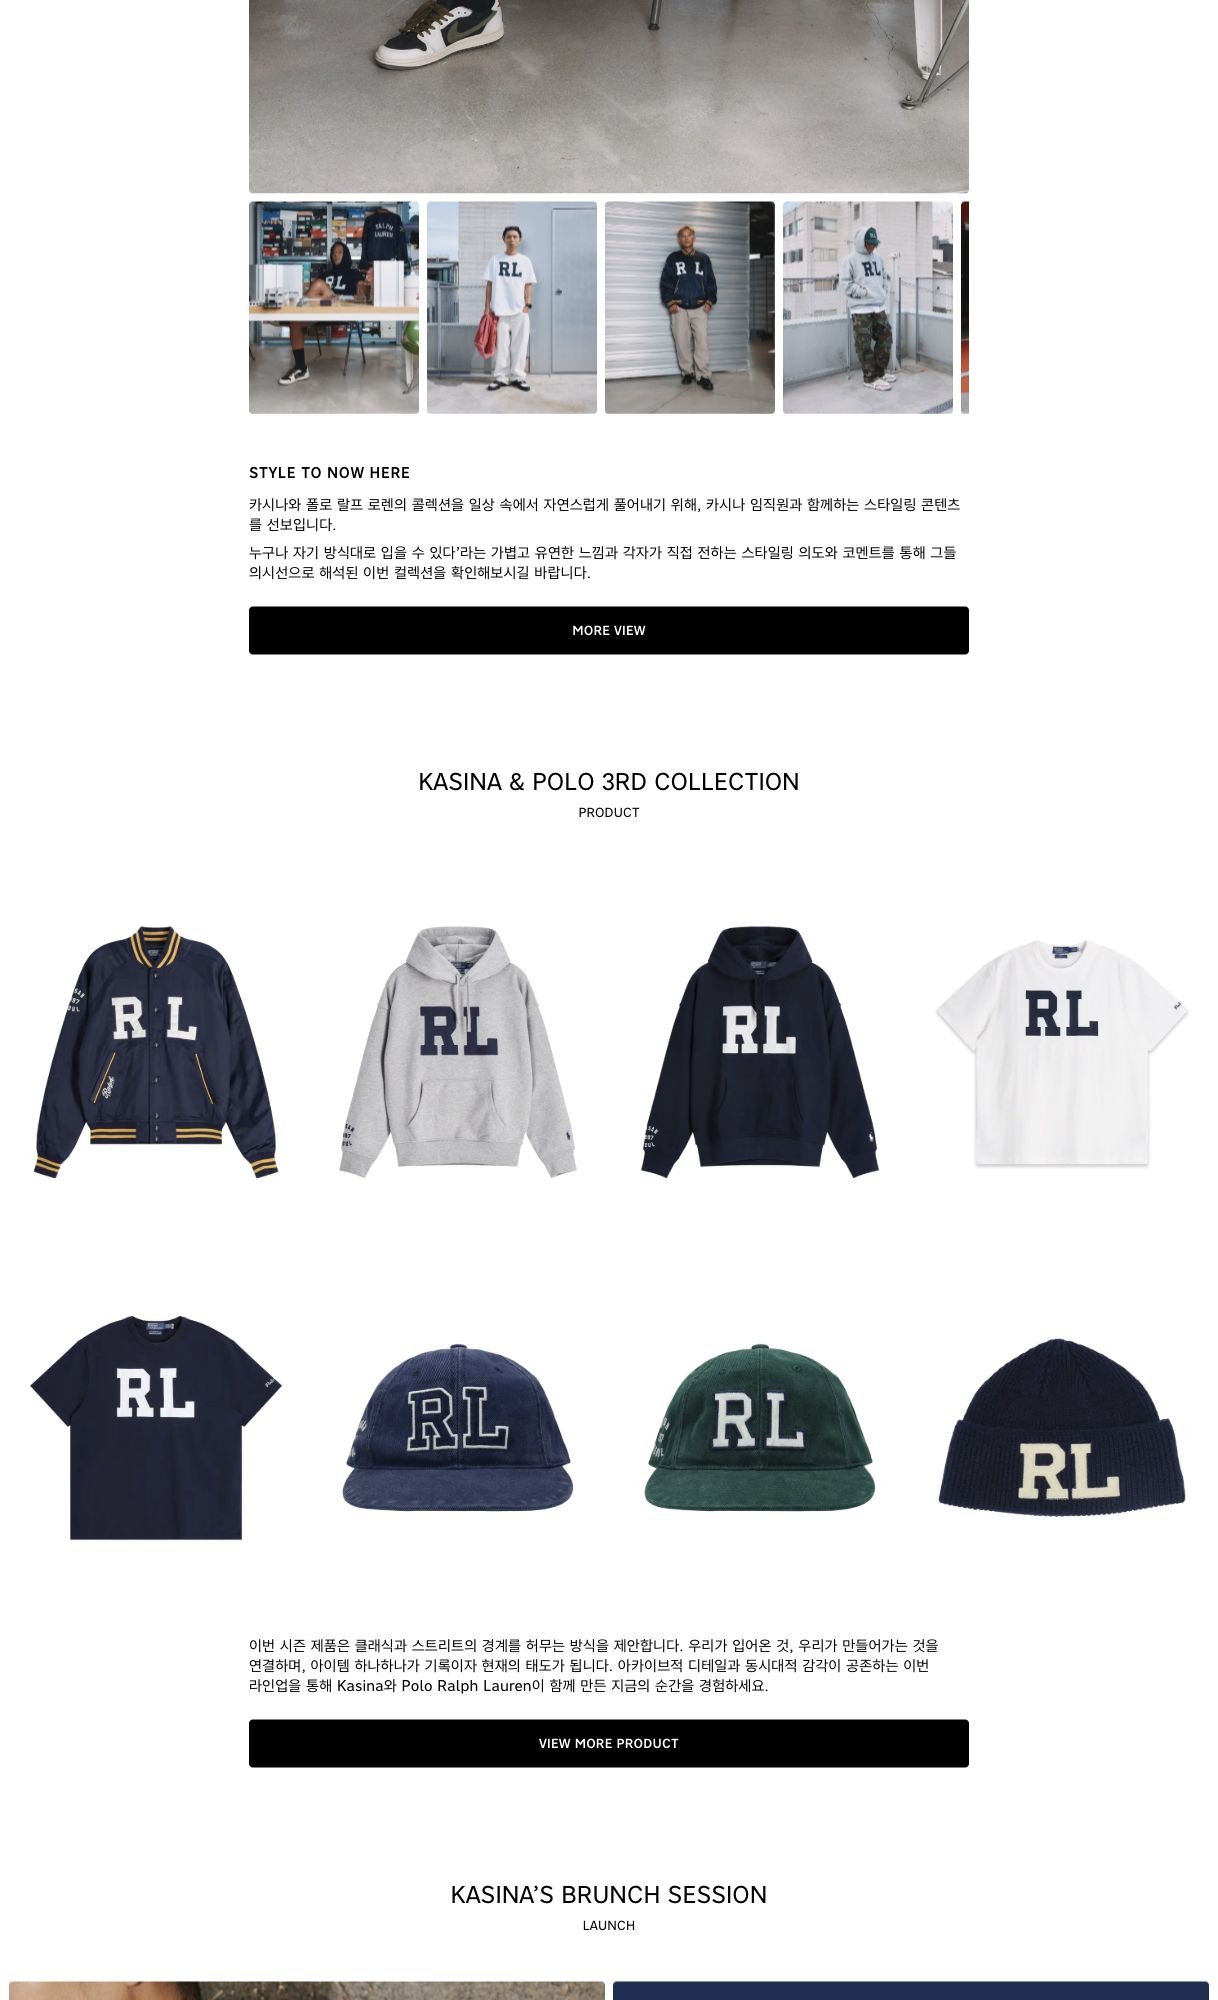 RALPH
LAUREN
RL
RL
R L
RL
RL
STYLE TO NOW HERE
카시나와 폴로 랄프 로렌의 콜렉션을 일상 속에서 자연스럽게 풀어내기 위해, 카시나 임직원과 함께하는 스타일링 콘텐츠
를 선보입니다.
누구나 자기 방식대로 입을 수 있다’라는 가볍고 유연한 느낌과 각자가 직접 전하는 스타일링 의도와 코멘트를 통해 그들
의시선으로 해석된 이번 컬렉션을 확인해보시길 바랍니다.
MORE VIEW
KASINA & POLO 3RD COLLECTION
PRODUCT
R L
RL
RL
RL
RL
RL
RL
RL
이번 시즌 제품은 클래식과 스트리트의 경계를 허무는 방식을 제안합니다. 우리가 입어온 것, 우리가 만들어가는 것을
연결하며, 아이템 하나하나가 기록이자 현재의 태도가 됩니다. 아카이브적 디테일과 동시대적 감각이 공존하는 이번
라인업을 통해 Kasina와 Polo Ralph Lauren이 함께 만든 지금의 순간을 경험하세요.
VIEW MORE PRODUCT
KASINA’S BRUNCH SESSION
LAUNCH